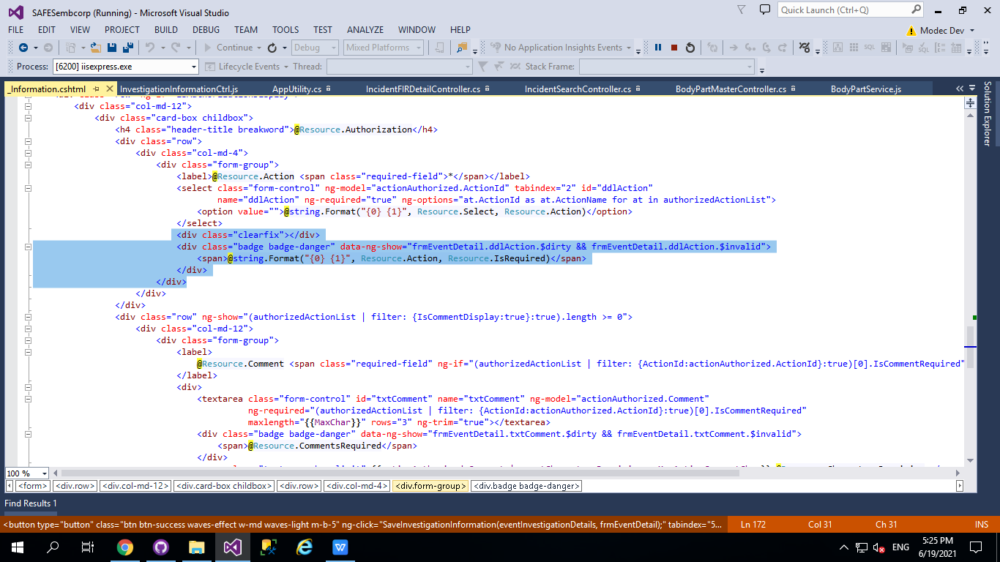 SAFESembcorp (Running) - Microsoft Visual Studio
Quick Launch (Ctrl+Q)
FILE EDIT VIEW PROJECT BUILD DEBUG TEAM TOOLS TEST ANALYZE WINDOW HELP
Modec Dev
Continue Debug Mixed Platforms No Application Insights Events
Process: [6200] iisexpress.exe Lifecycle Events Thread: Stack Frame:
_Information.cshtml InvestigationInformationCtrl.js AppUtility.cs IncidentFIRDetailController.cs IncidentSearchController.cs BodyPartMasterController.cs BodyPartService.js
Solution Explorer
<div class="col-md-12">
<div class="card-box childbox">
<h4 class="header-title breakword">@Resource.Authorization</h4>
<div class="row">
<div class="col-md-4">
<div class="form-group">
<label>@Resource.Action <span class="required-field">*</span></label>
<select class="form-control" ng-model="actionAuthorized.ActionId" tabindex="2" id="ddlAction"
name="ddlAction" ng-required="true" ng-options="at.ActionId as at.ActionName for at in authorizedActionList">
<option value="">@string.Format("{0} {1}", Resource.Select, Resource.Action)</option>
</select>
<div class="clearfix"></div>
<div class="badge badge-danger" data-ng-show="frmEventDetail.ddlAction.$dirty && frmEventDetail.ddlAction.$invalid">
<span>@string.Format("{0} {1}", Resource.Action, Resource.IsRequired)</span>
</div>
</div>
</div>
</div>
<div class="row" ng-show="(authorizedActionList | filter: {IsCommentDisplay:true}:true).length >= 0">
<div class="col-md-12">
<div class="form-group">
<label>
@Resource.Comment <span class="required-field" ng-if="(authorizedActionList | filter: {ActionId:actionAuthorized.ActionId}:true)[0].IsCommentRequired"
</label>
<div>
<textarea class="form-control" id="txtComment" name="txtComment" ng-model="actionAuthorized.Comment"
ng-required="(authorizedActionList | filter: {ActionId:actionAuthorized.ActionId}:true)[0].IsCommentRequired"
maxlength="{{MaxChar}}" rows="3" ng-trim="true"></textarea>
<div class="badge badge-danger" data-ng-show="frmEventDetail.txtComment.$dirty && frmEventDetail.txtComment.$invalid">
<span>@Resource.CommentsRequired</span>
</div>
100 %
<form> <div.row> <div.col-md-12> <div.card-box childbox> <div.row> <div.col-md-4> <div.form-group> <div.badge badge-danger>
Find Results 1
<button type="button" class="btn btn-success waves-effect w-md waves-light m-b-5" ng-click="SaveInvestigationInformation(eventInvestigationDetails, frmEventDetail);" tabindex="5... Ln 172 Col 31 Ch 31 INS
ENG
5:25 PM
6/19/2021